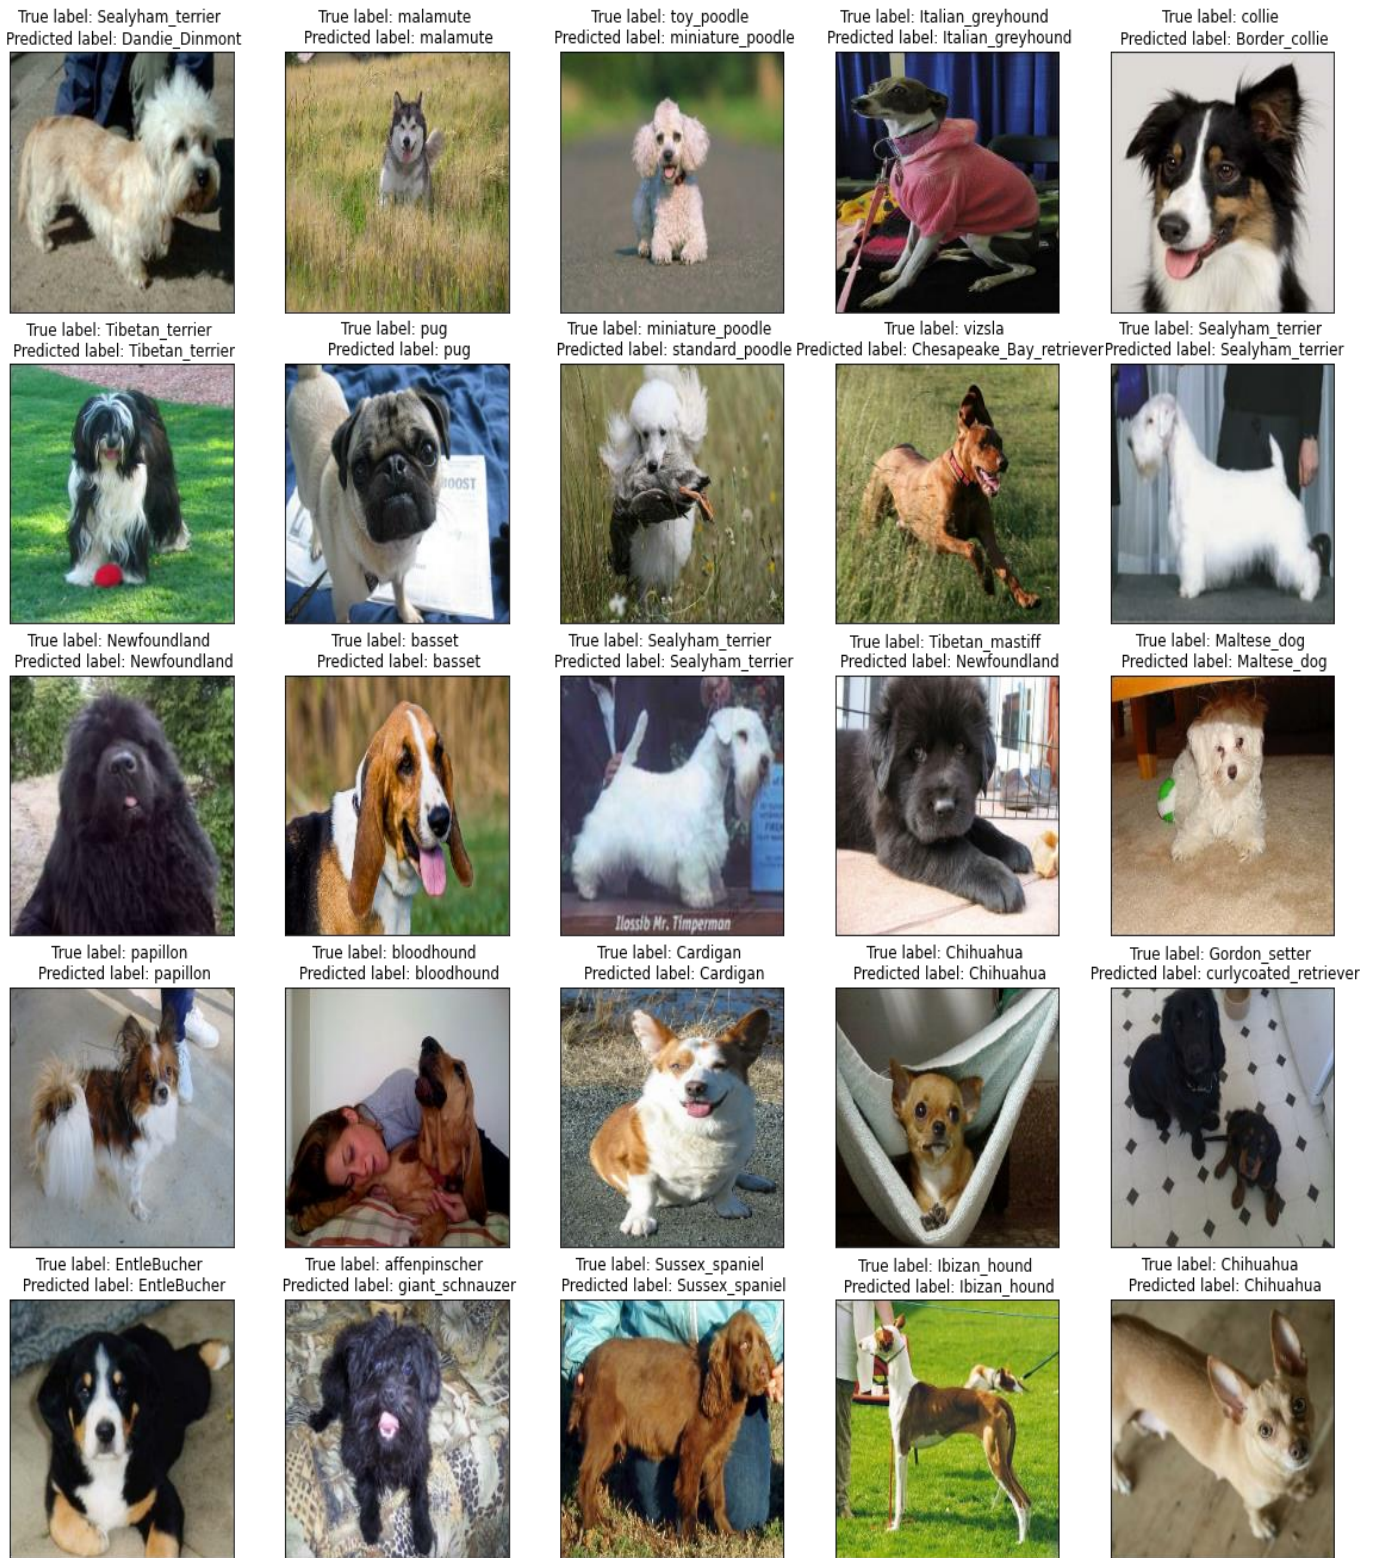 True label: Sealyham_terrier
Predicted label: Dandie_Dinmont
True label: malamute
Predicted label: malamute
True label: toy_poodle
Predicted label: miniature_poodle
True label: Italian_greyhound
Predicted label: Italian_greyhound
True label: collie
Predicted label: Border_collie
True label: Tibetan_terrier
Predicted label: Tibetan_terrier
True label: pug
Predicted label: pug
BOOST
True label: miniature_poodle
Predicted label: standard_poodle
True label: vizsla
Predicted label: Chesapeake_Bay_retriever
True label: Sealyham_terrier
Predicted label: Sealyham_terrier
True label: Newfoundland
Predicted label: Newfoundland
True label: basset
Predicted label: basset
True label: Sealyham_terrier
Predicted label: Sealyham_terrier
Ilossib Mr. Timperman
True label: Tibetan_mastiff
Predicted label: Newfoundland
True label: Maltese_dog
Predicted label: Maltese_dog
True label: papillon
Predicted label: papillon
True label: bloodhound
Predicted label: bloodhound
True label: Cardigan
Predicted label: Cardigan
True label: Chihuahua
Predicted label: Chihuahua
True label: Gordon_setter
Predicted label: curlycoated_retriever
True label: EntleBucher
Predicted label: EntleBucher
True label: affenpinscher
Predicted label: giant_schnauzer
True label: Sussex_spaniel
Predicted label: Sussex_spaniel
True label: Ibizan_hound
Predicted label: Ibizan_hound
True label: Chihuahua
Predicted label: Chihuahua